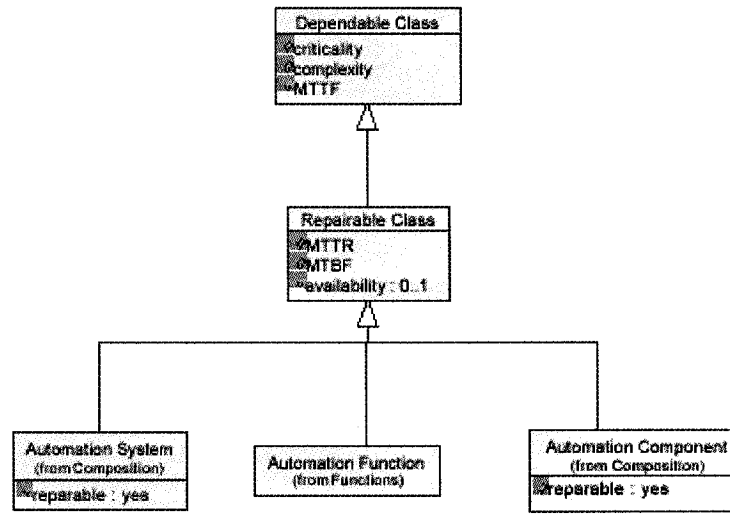 Dependable Class
criticality
complexity
MTTF
Repairable Class
MTTR
MTBF
availability : 0..1
Automation System
(from Composition)
reparable : yes
Automation Function
(from Functions)
Automation Component
(from Composition)
reparable : yes